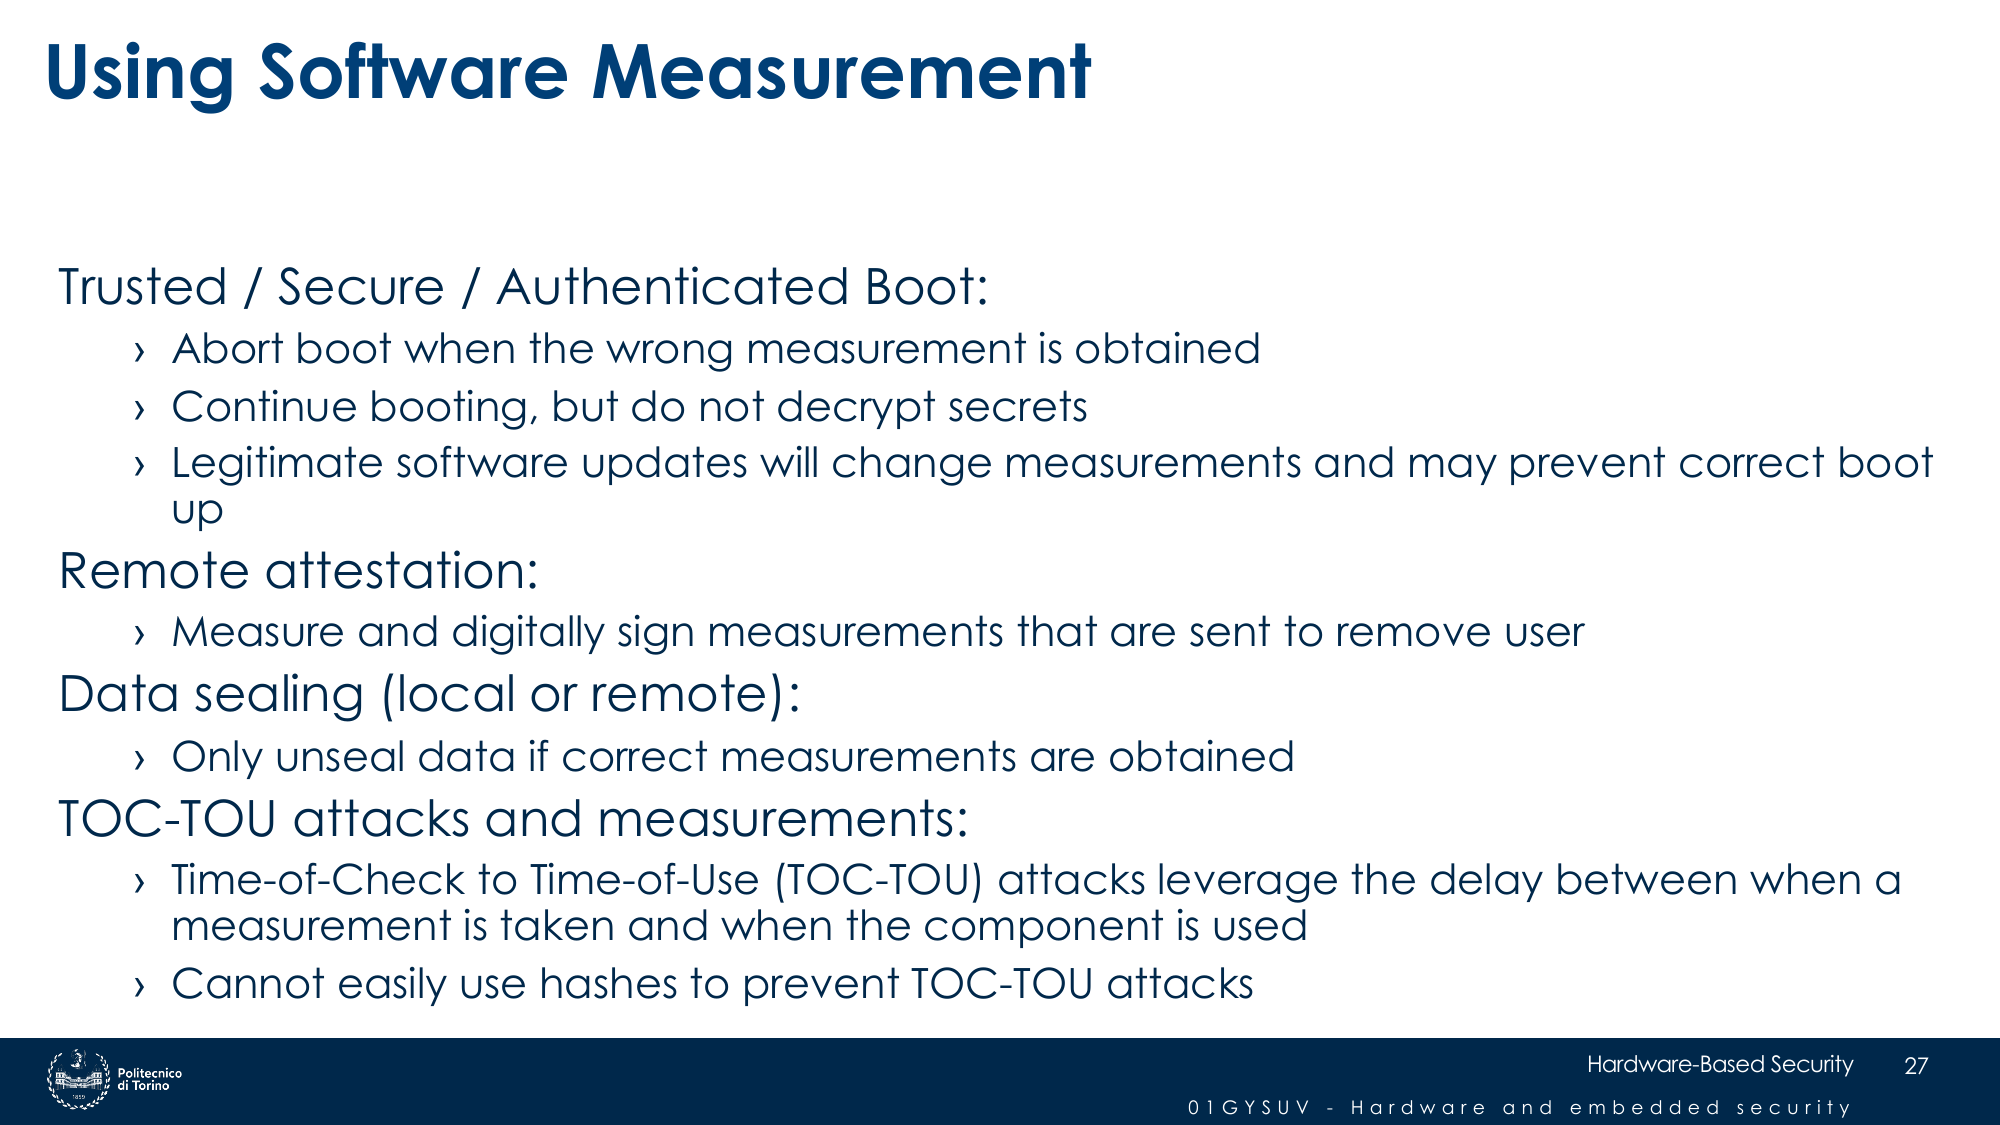 Using Software Measurement
Trusted / Secure / Authenticated Boot:
› Abort boot when the wrong measurement is obtained
› Continue booting, but do not decrypt secrets
› Legitimate software updates will change measurements and may prevent correct boot
up
Remote attestation:
› Measure and digitally sign measurements that are sent to remove user
Data sealing (local or remote):
› Only unseal data if correct measurements are obtained
TOC-TOU attacks and measurements:
› Time-of-Check to Time-of-Use (TOC-TOU) attacks leverage the delay between when a
measurement is taken and when the component is used
› Cannot easily use hashes to prevent TOC-TOU attacks
1859
Politecnico
di Torino
Hardware-Based Security
27
01GYSUV - Hardware and embedded security